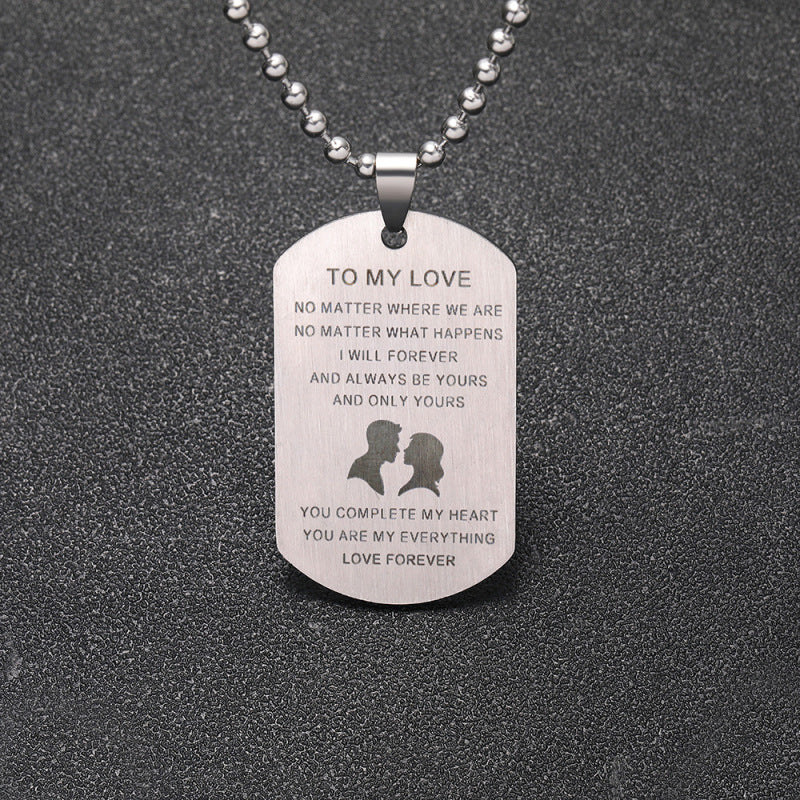 TO MY LOVE
NO MATTER WHERE WE ARE
NO MATTER WHAT HAPPENS
I WILL FOREVER
AND ALWAYS BE YOURS
AND ONLY YOURS
YOU COMPLETE MY HEART
YOU ARE MY EVERYTHING
LOVE FOREVER